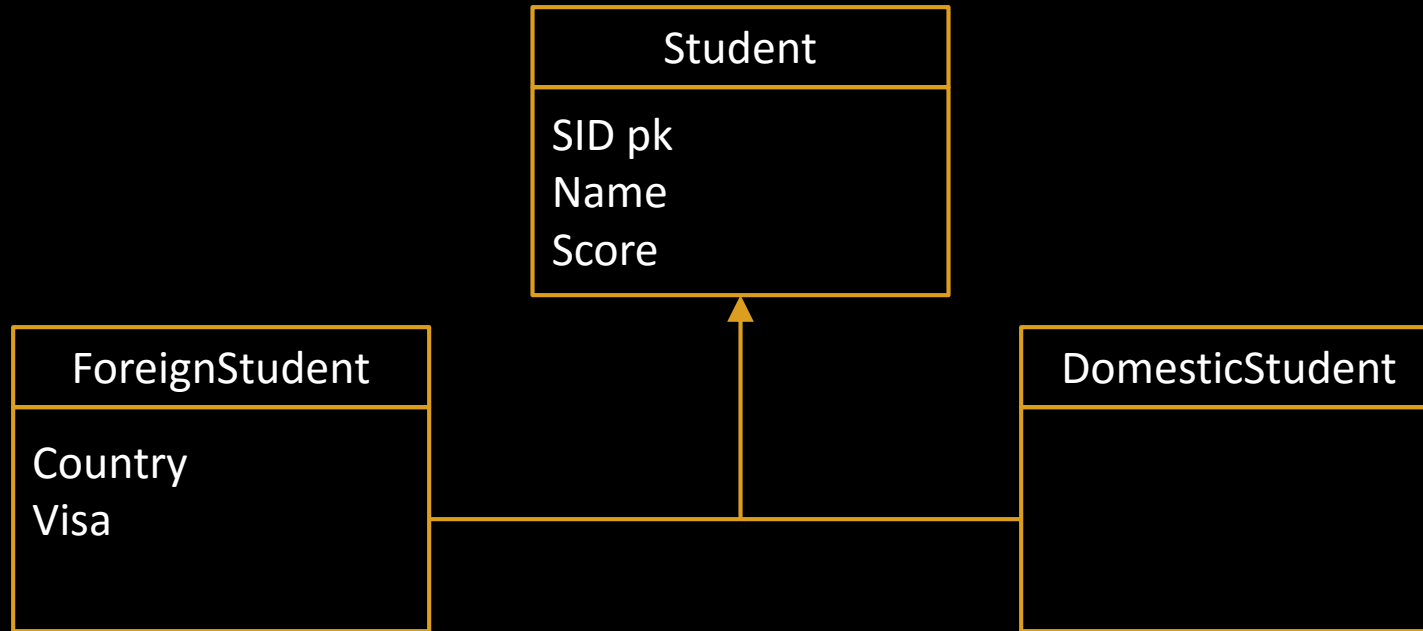 Student
SID pk
Name
Score
ForeignStudent
Country
Visa
DomesticStudent